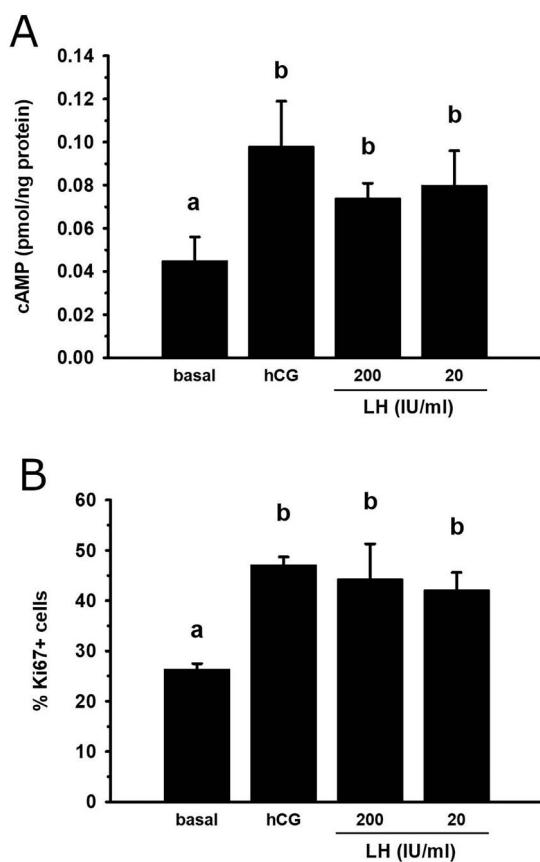 A
cAMP (pmol/ng protein)
0.14
0.12
0.10
0.08
0.06
0.04
0.02
0.00
a
b
b
b
basal hCG 200 20
LH (IU/ml)
B
% Ki67+ cells
60
50
40
30
20
10
0
a
b
b
b
basal hCG 200 20
LH (IU/ml)